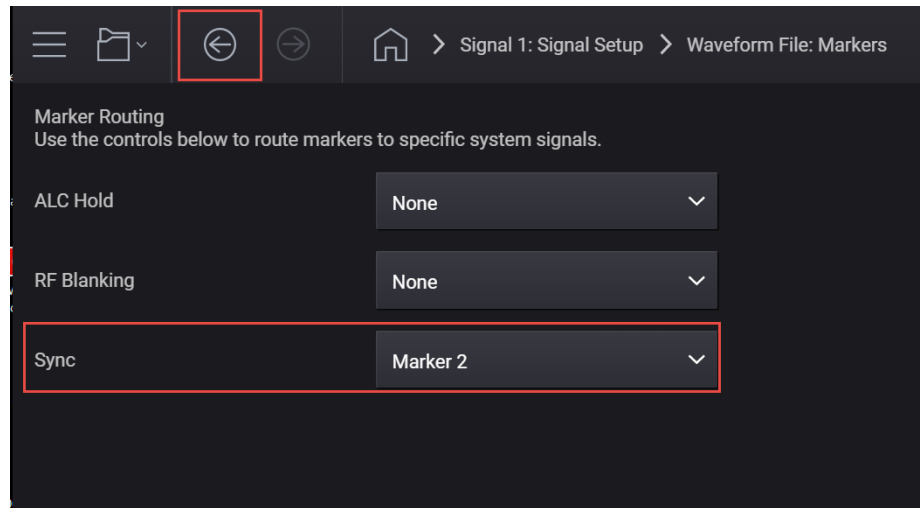 Signal 1: Signal Setup > Waveform File: Markers
Marker Routing
Use the controls below to route markers to specific system signals.
ALC Hold None
RF Blanking None
Sync Marker 2